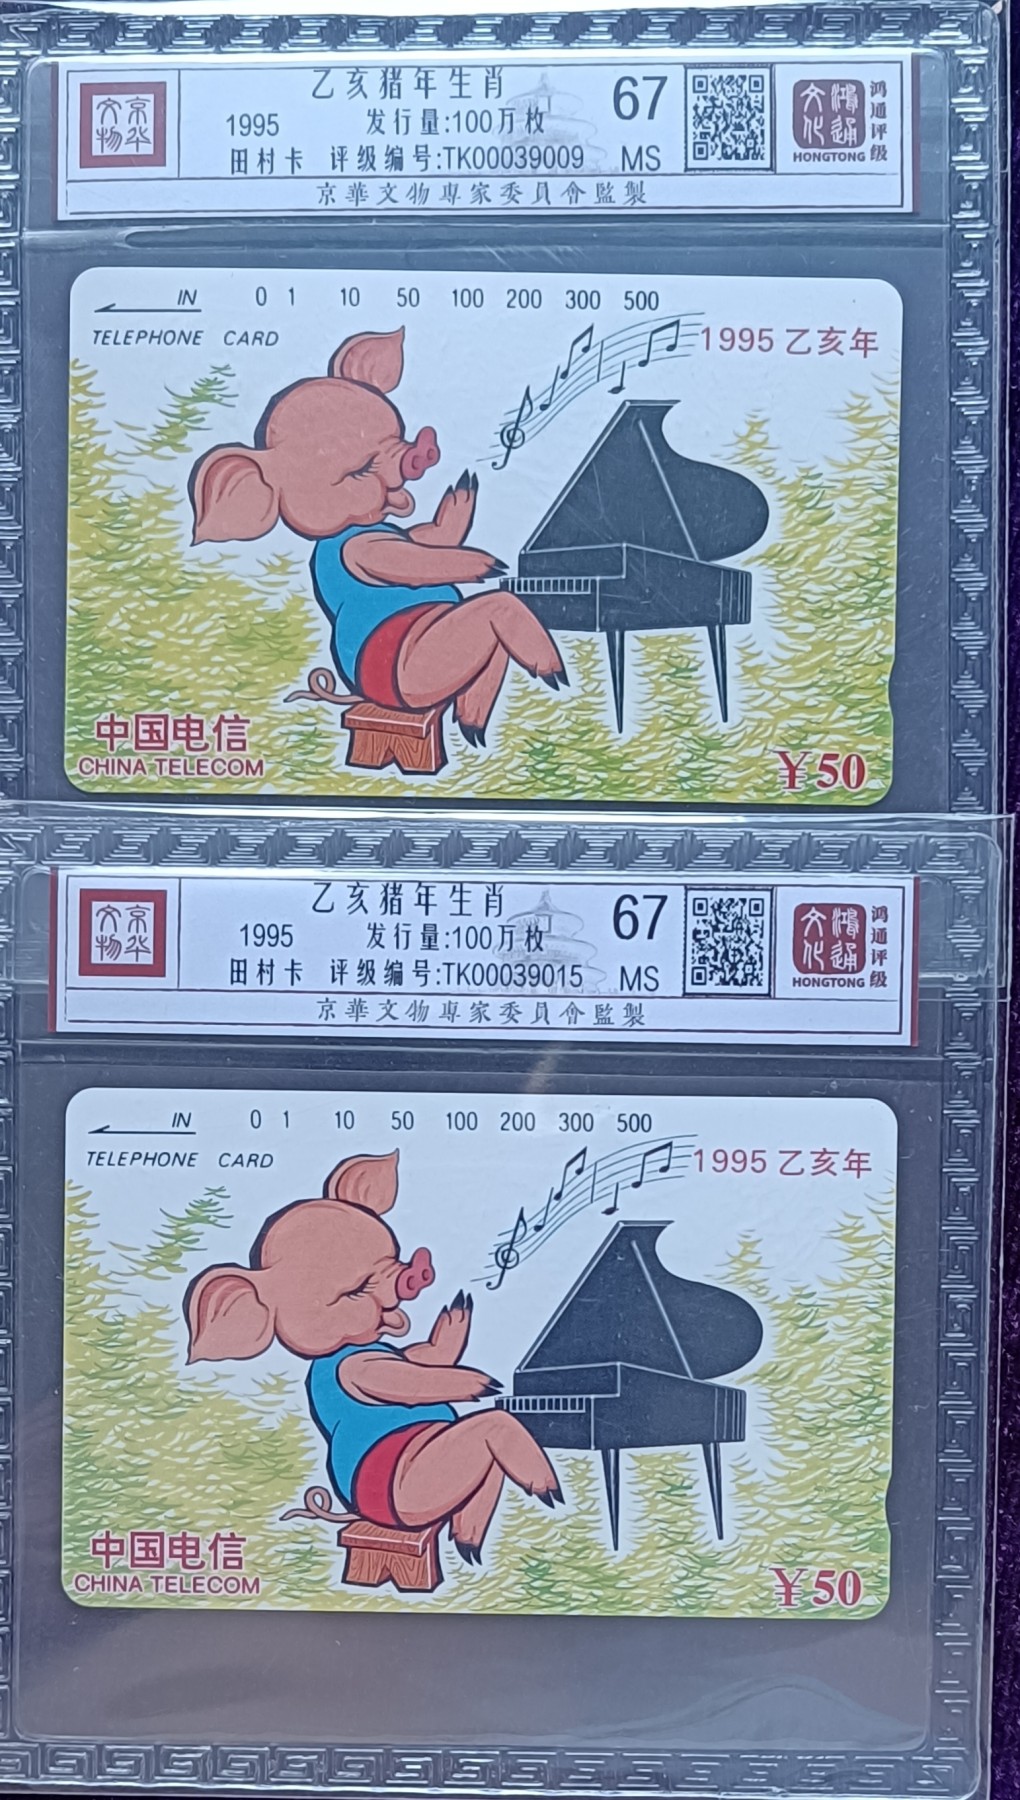 乙亥猪年生肖
1995 发行量:100万枚
田村卡 评级编号:TK00039009
67
MS
京华文物
鸿通文化
HONGTONG
鸿通评级
京華文物專家委員會監製
IN 0 1 10 50 100 200 300 500
TELEPHONE CARD
1995 乙亥年
中国电信
CHINA TELECOM
¥50
乙亥猪年生肖
1995 发行量:100万枚
田村卡 评级编号:TK00039015
67
MS
京华文物
鸿通文化
HONGTONG
鸿通评级
京華文物專家委員會監製
IN 0 1 10 50 100 200 300 500
TELEPHONE CARD
1995 乙亥年
中国电信
CHINA TELECOM
¥50